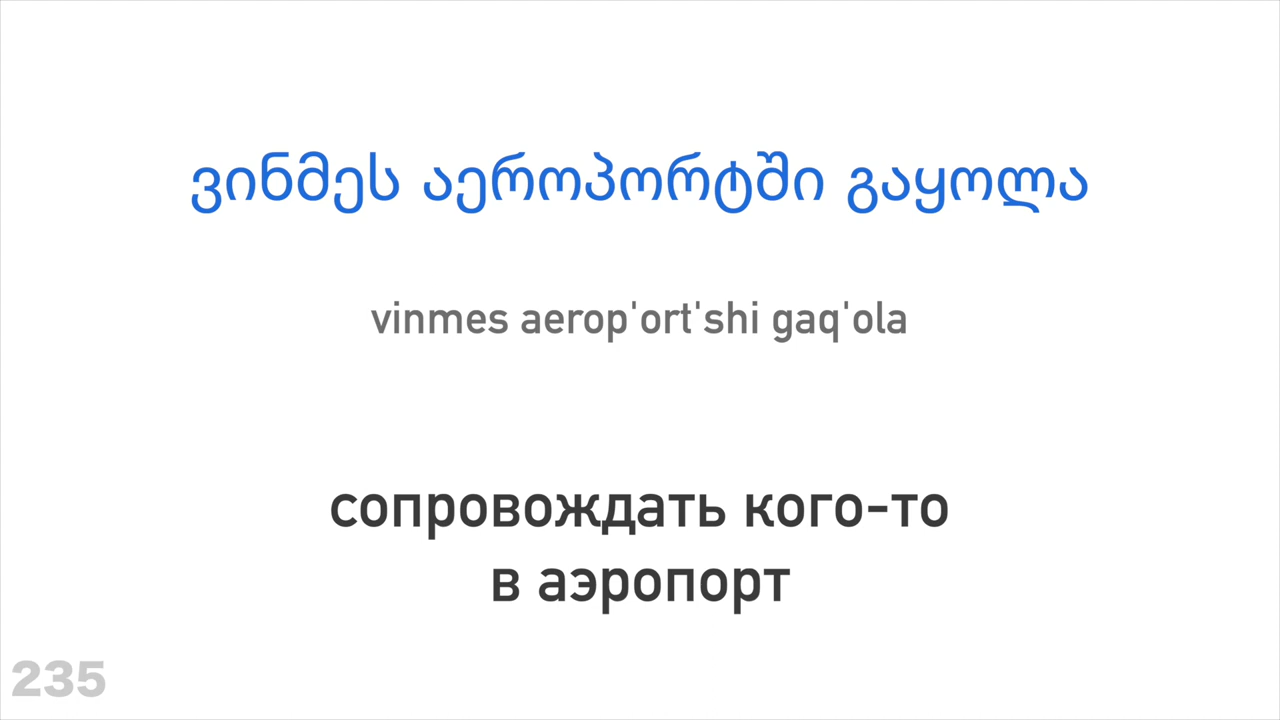 ვინმეს აეროპორტში გაყოლა
vinmes aerop'ort'shi gaq'ola
сопровождать кого-то
в аэропорт
235